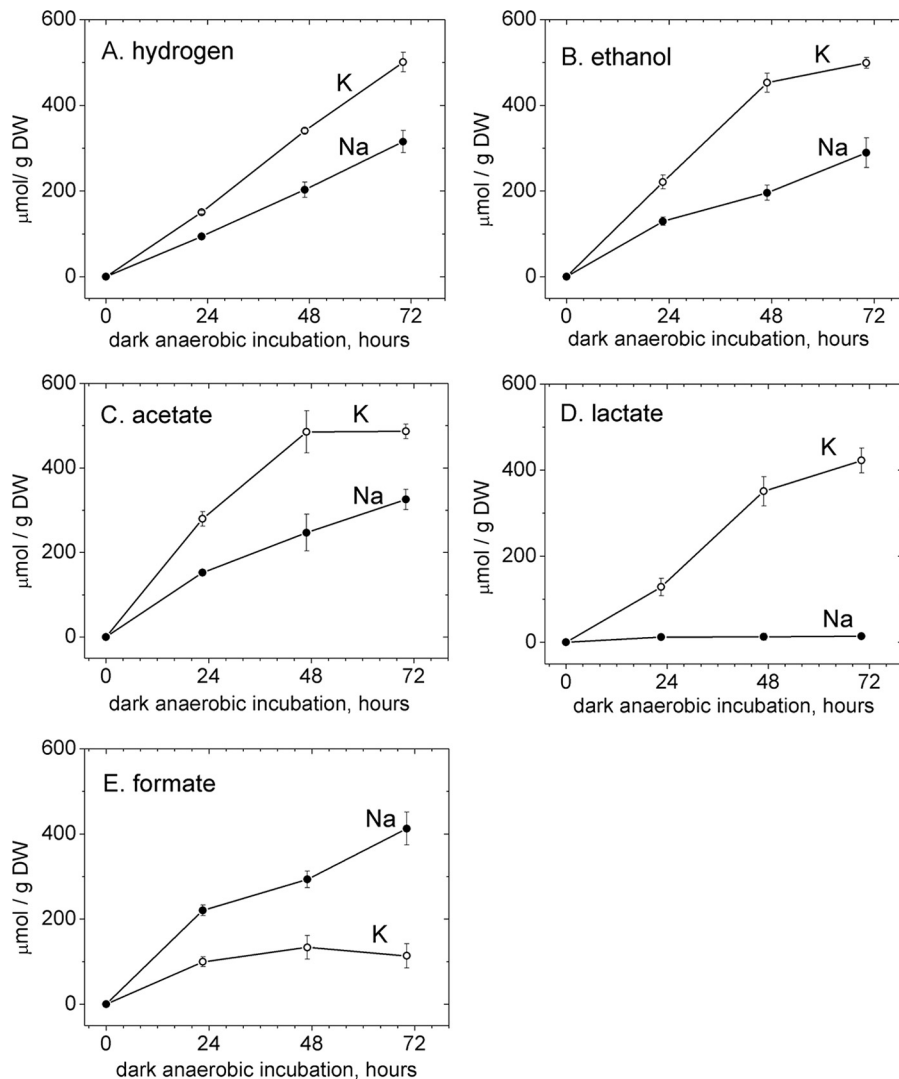 A. hydrogen
600
400
200
0
μmol/ g DW
K
Na
0 24 48 72
dark anaerobic incubation, hours
B. ethanol
600
400
200
0
μmol / g DW
K
Na
0 24 48 72
dark anaerobic incubation, hours
C. acetate
600
400
200
0
μmol / g DW
K
Na
0 24 48 72
dark anaerobic incubation, hours
D. lactate
600
400
200
0
μmol / g DW
K
Na
0 24 48 72
dark anaerobic incubation, hours
E. formate
600
400
200
0
μmol / g DW
Na
K
0 24 48 72
dark anaerobic incubation, hours